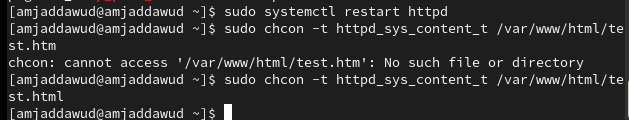 [amjaddawud@amjaddawud ~]$ sudo systemctl restart httpd
[amjaddawud@amjaddawud ~]$ sudo chcon -t httpd_sys_content_t /var/www/html/te
st.htm
chcon: cannot access '/var/www/html/test.htm': No such file or directory
[amjaddawud@amjaddawud ~]$ sudo chcon -t httpd_sys_content_t /var/www/html/te
st.html
[amjaddawud@amjaddawud ~]$